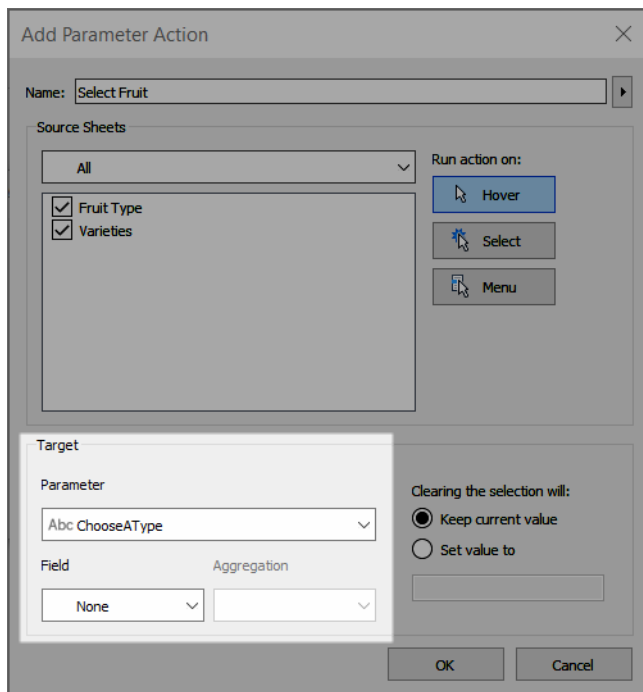 Add Parameter Action
Name: Select Fruit
Source Sheets
All
Fruit Type
Varieties
Run action on:
Hover
Select
Menu
Target
Parameter
Abc ChooseAType
Field
Aggregation
None
Clearing the selection will:
Keep current value
Set value to
OK
Cancel